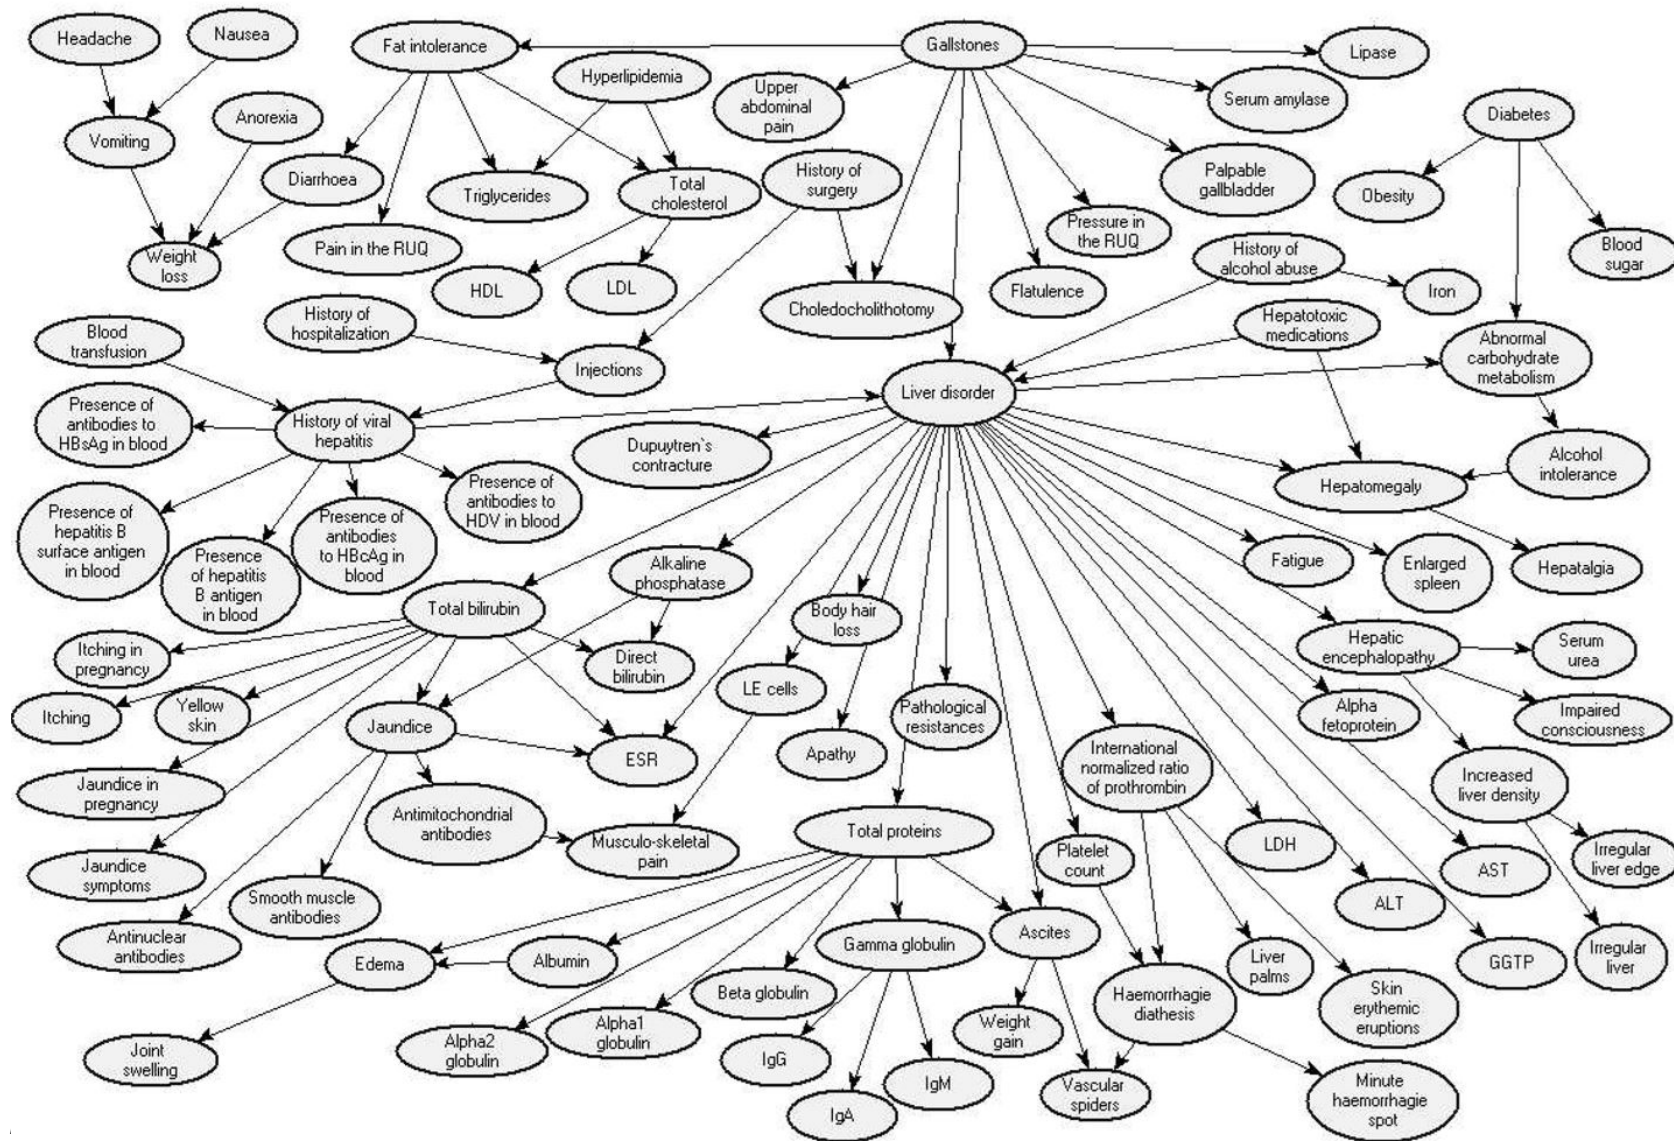 Headache
Nausea
Fat intolerance
Gallstones
Lipase
Hyperlipidemia
Upper
abdominal
pain
Serum amylase
Anorexia
Diabetes
Vomiting
Diarrhoea
Triglycerides
Total
cholesterol
History of
surgery
Palpable
gallbladder
Obesity
Pain in the RUQ
Pressure in
the RUQ
Weight
loss
HDL
LDL
Flatulence
History of
alcohol abuse
Blood
sugar
Iron
Choledocholithotomy
History of
hospitalization
Hepatotoxic
medications
Blood
transfusion
Abnormal
carbohydrate
metabolism
Injections
Liver disorder
Presence of
antibodies to
HBsAg in blood
History of viral
hepatitis
Dupuytren`s
contracture
Alcohol
intolerance
Hepatomegaly
Presence of
antibodies to
HDV in blood
Presence of
hepatitis B
surface antigen
in blood
Presence of
antibodies
to HBcAg in
blood
Presence
of hepatitis
B antigen
in blood
Alkaline
phosphatase
Fatigue
Enlarged
spleen
Hepatalgia
Total bilirubin
Body hair
loss
Itching in
pregnancy
Direct
bilirubin
Hepatic
encephalopathy
Serum
urea
LE cells
Itching
Yellow
skin
Jaundice
Pathological
resistances
Alpha
fetoprotein
Impaired
consciousness
ESR
Apathy
International
normalized ratio
of prothrombin
Jaundice in
pregnancy
Increased
liver density
Antimitochondrial
antibodies
Total proteins
Musculo-skeletal
pain
Platelet
count
LDH
Irregular
liver edge
Jaundice
symptoms
AST
Smooth muscle
antibodies
ALT
Antinuclear
antibodies
Gamma globulin
Ascites
Edema
Albumin
Liver
palms
GGTP
Irregular
liver
Beta globulin
Haemorrhagie
diathesis
Skin
erythemic
eruptions
Alpha1
globulin
Weight
gain
Joint
swelling
Alpha2
globulin
IgG
IgM
Vascular
spiders
Minute
haemorrhagie
spot
IgA